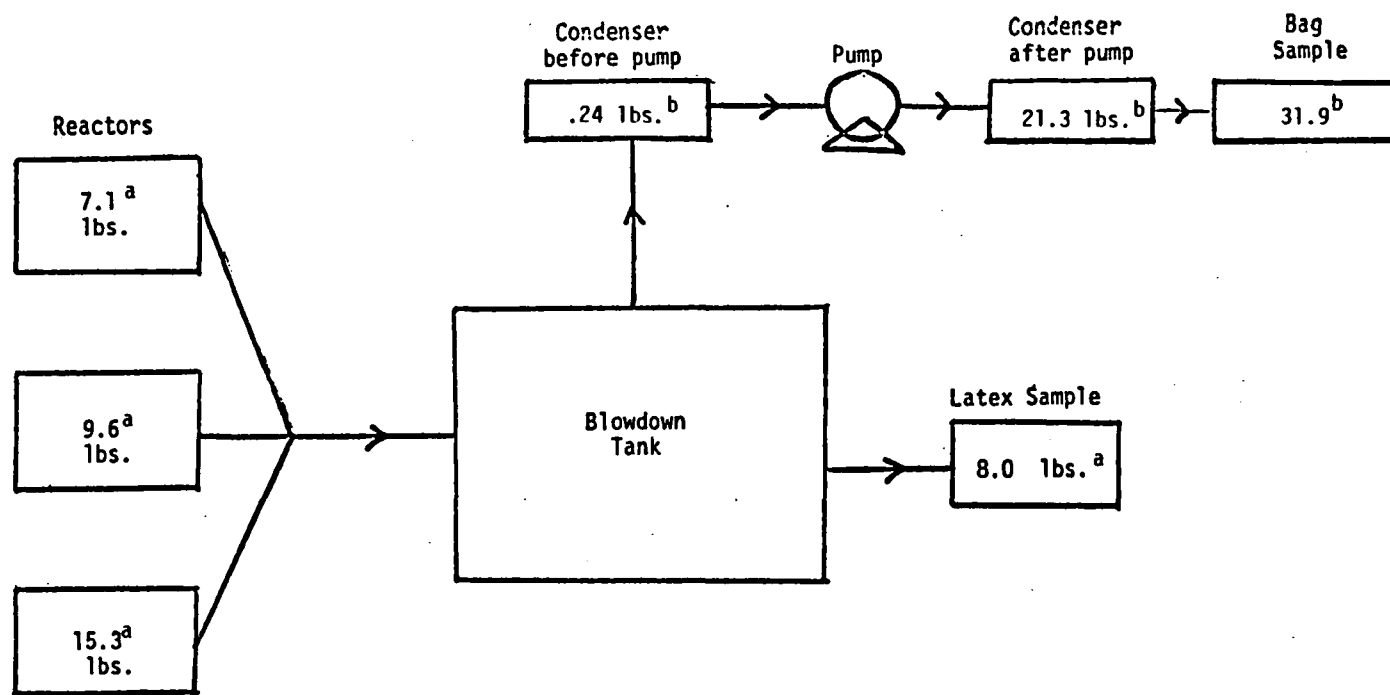 Condenser
before pump
Pump
Condenser
after pump
Bag
Sample
.24 lbs.b
21.3 lbs.b
31.9b
Reactors
7.1a
lbs.
9.6a
lbs.
15.3a
lbs.
Blowdown
Tank
Latex Sample
8.0 lbs.a